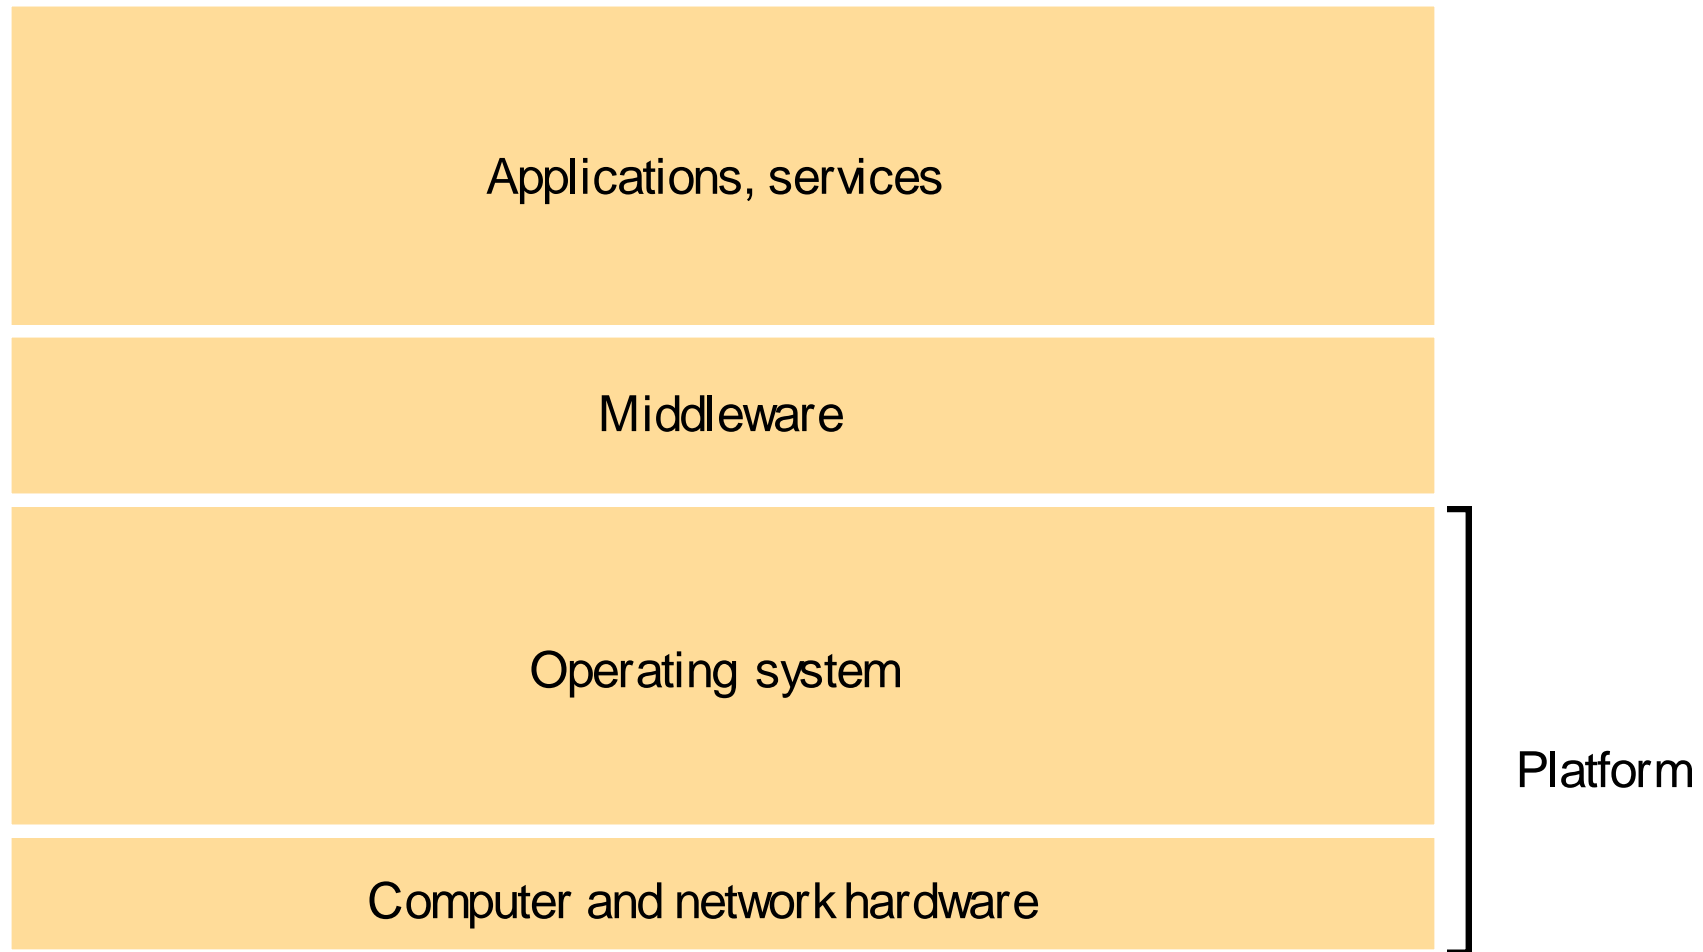 Applications, services
Middleware
Operating system
Platform
Computer and network hardware